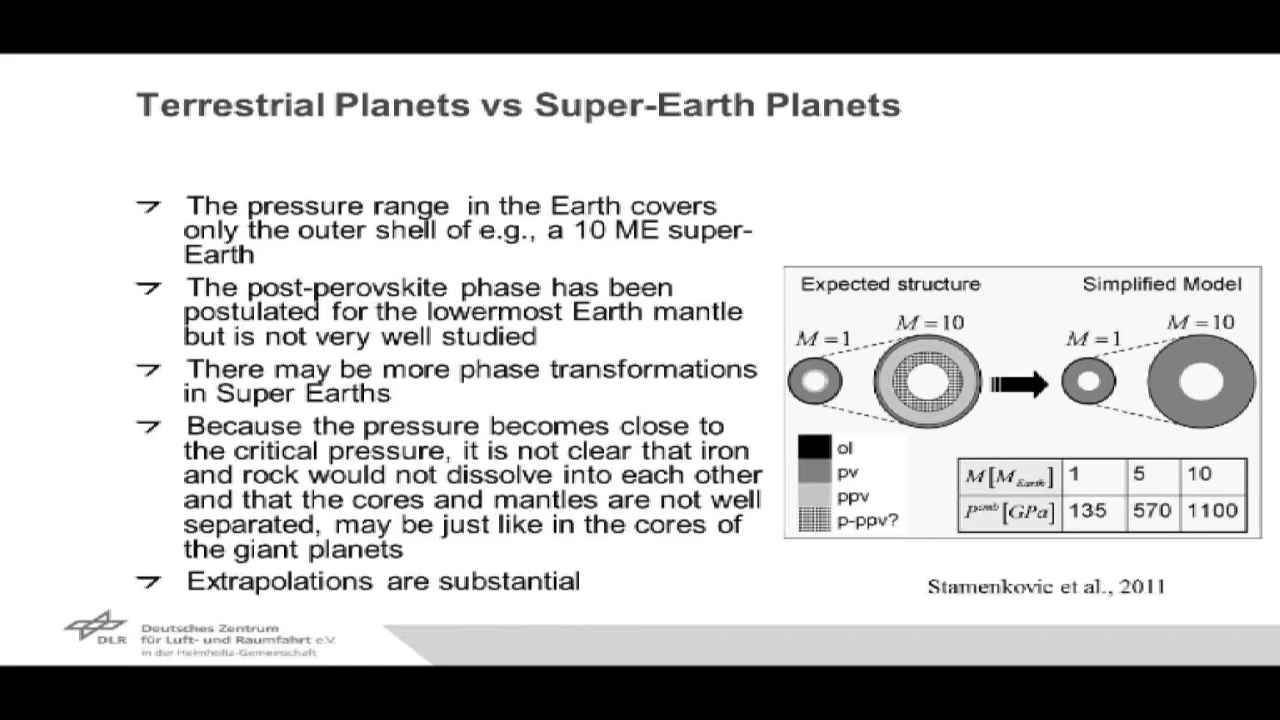 Terrestrial Planets vs Super-Earth Planets
The pressure range in the Earth covers
only the outer shell of e.g., a 10 ME super-
Earth
The post-perovskite phase has been
postulated for the lowermost Earth mantle
but is not very well studied
There may be more phase transformations
in Super Earths
Because the pressure becomes close to
the critical pressure, it is not clear that iron
and rock would not dissolve into each other
and that the cores and mantles are not well
separated, may be just like in the cores of
the giant planets
Extrapolations are substantial
Expected structure
Simplified Model
M=1
M=10
M=1
M=10
ol
pv
ppv
p-ppv?
M[M_Earth] 1 5 10
P^cmb[GPa] 135 570 1100
Stamenkovic et al., 2011
DLR
Deutsches Zentrum
für Luft- und Raumfahrt e.V.
in der Helmholtz-Gemeinschaft